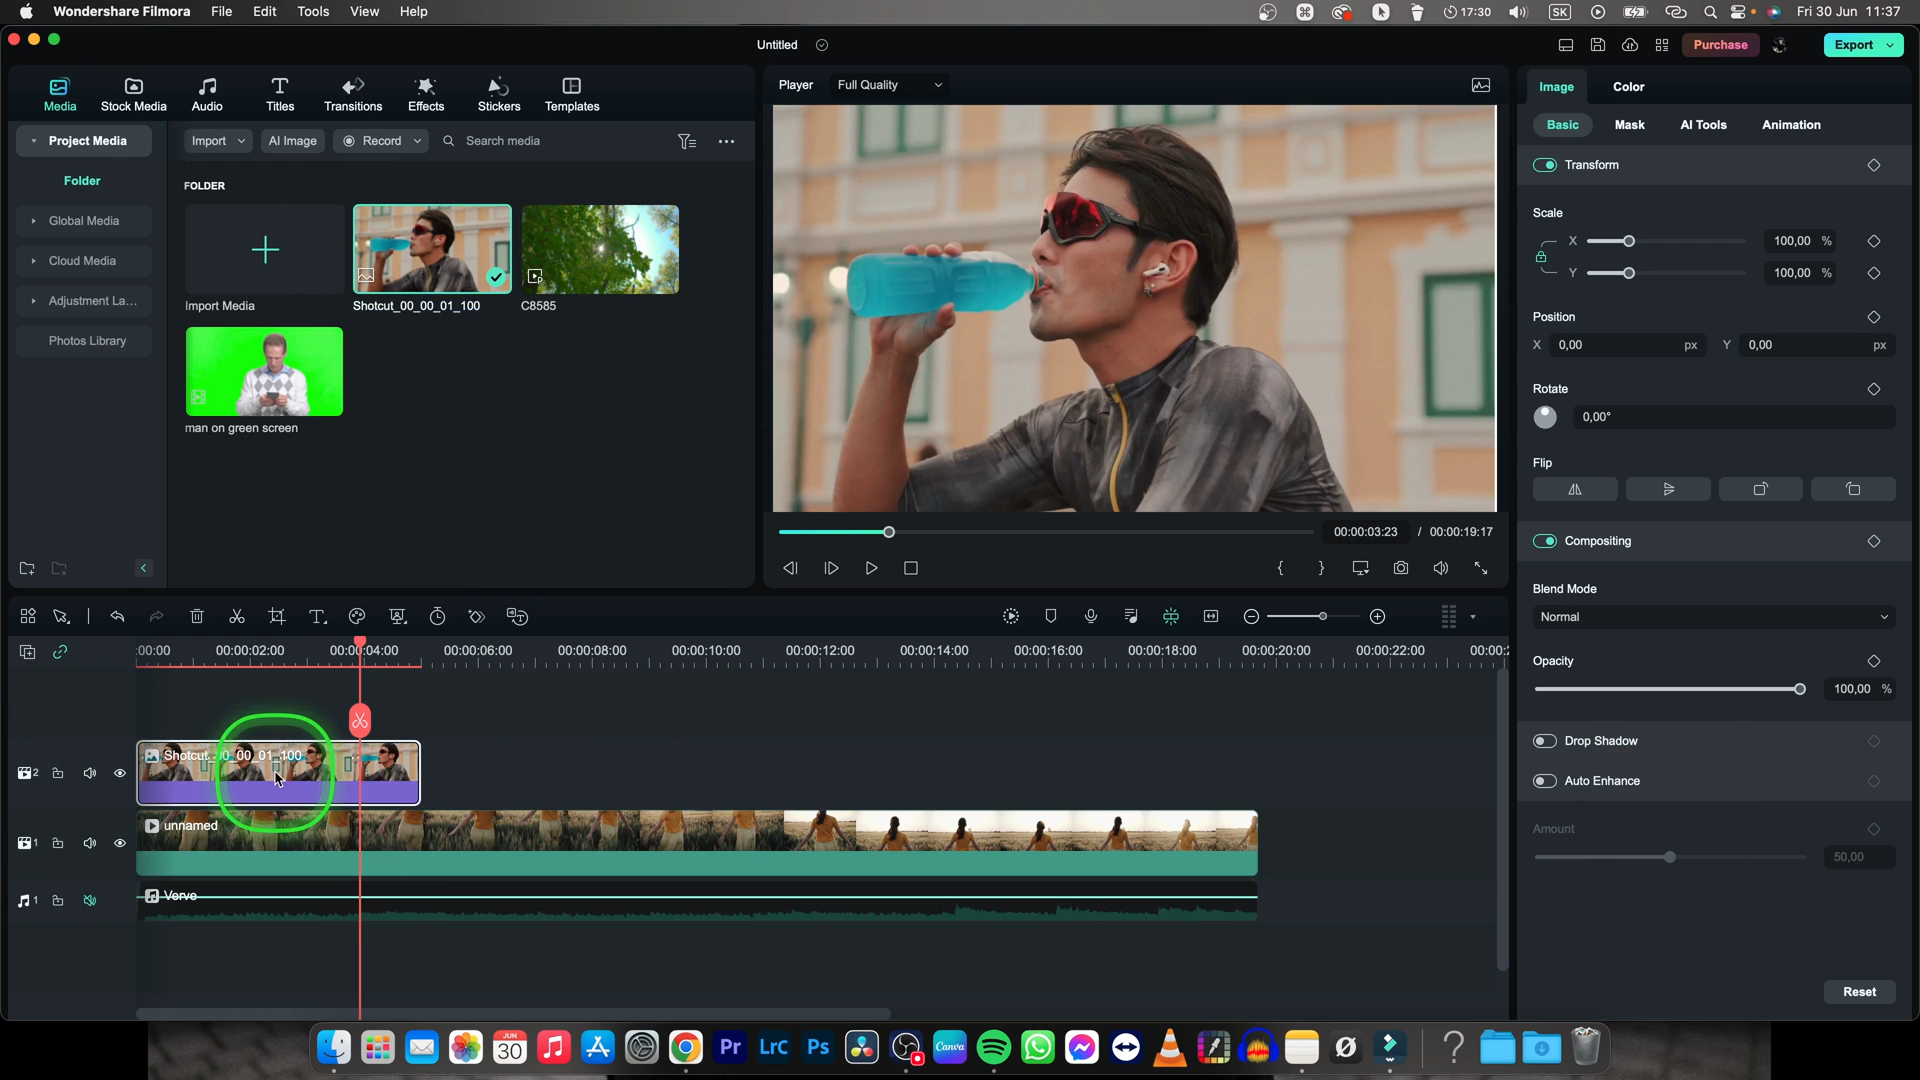 Wondershare Filmora File Edit Tools View Help
17:30 SK Fri 30 Jun 11:37
Untitled
Purchase Export
Media Stock Media Audio Titles Transitions Effects Stickers Templates
Player Full Quality
Image Color
Basic Mask AI Tools Animation
Project Media
Folder
Global Media
Cloud Media
Adjustment La...
Photos Library
Import AI Image Record Search media
FOLDER
Import Media
Shotcut_00_00_01_100
C8585
man on green screen
00:00:03:23 / 00:00:19:17
Transform
Scale
X 100,00 %
Y 100,00 %
Position
X 0,00 px Y 0,00 px
Rotate
0,00°
Flip
Compositing
Blend Mode
Normal
Opacity
100,00 %
Drop Shadow
Auto Enhance
Amount
50,00
Reset
:00:00 00:00:02:00 00:00:04:00 00:00:06:00 00:00:08:00 00:00:10:00 00:00:12:00 00:00:14:00 00:00:16:00 00:00:18:00 00:00:20:00 00:00:22:00 00:00:2
2 Shotcut_00_00_01_100
1 unnamed
1 Verve
JUN
30
Pr LrC Ps Canva